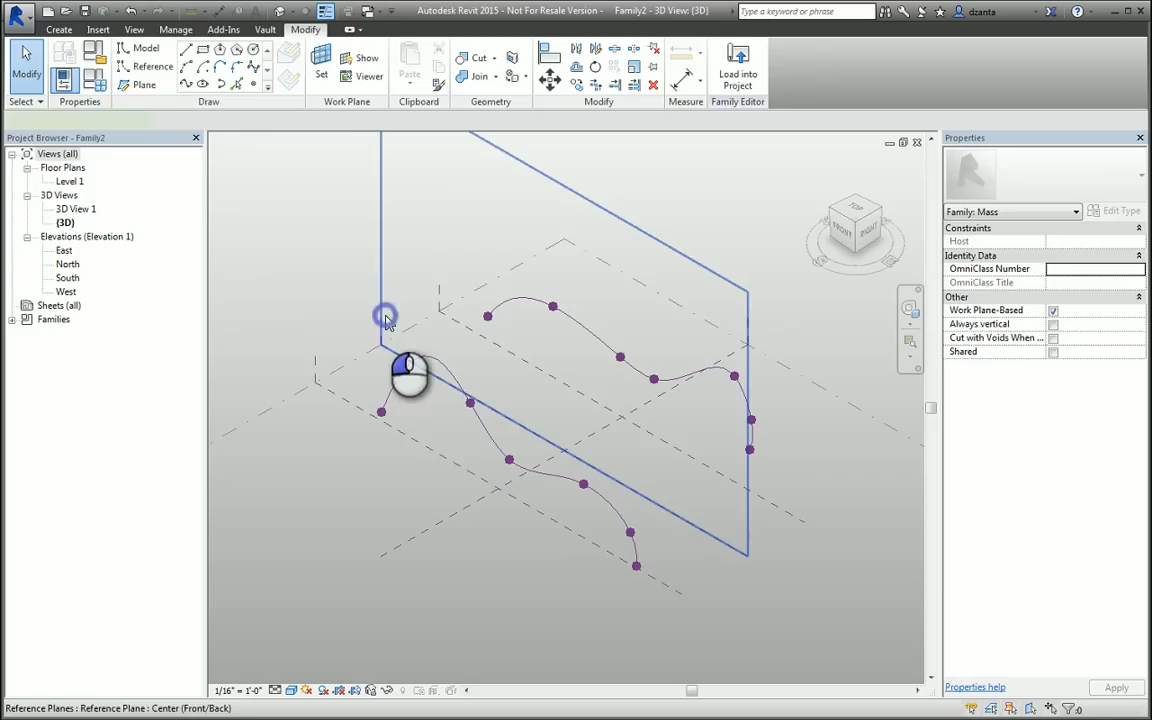 Autodesk Revit 2015 - Not For Resale Version - Family2 - 3D View: {3D}
Type a keyword or phrase
dzanta
Create Insert View Manage Add-Ins Vault Modify
Modify
Model
Reference
Plane
Set
Show
Viewer
Paste
Cut
Join
Load into
Project
Select
Properties
Draw
Work Plane
Clipboard
Geometry
Modify
Measure
Family Editor
Project Browser - Family2
Views (all)
Floor Plans
Level 1
3D Views
3D View 1
{3D}
Elevations (Elevation 1)
East
North
South
West
Sheets (all)
Families
TOP
FRONT
RIGHT
Properties
Family: Mass
Edit Type
Constraints
Host
Identity Data
OmniClass Number
OmniClass Title
Other
Work Plane-Based
Always vertical
Cut with Voids When ...
Shared
Properties help
Apply
1/16" = 1'-0"
Reference Planes : Reference Plane : Center (Front/Back)
:0